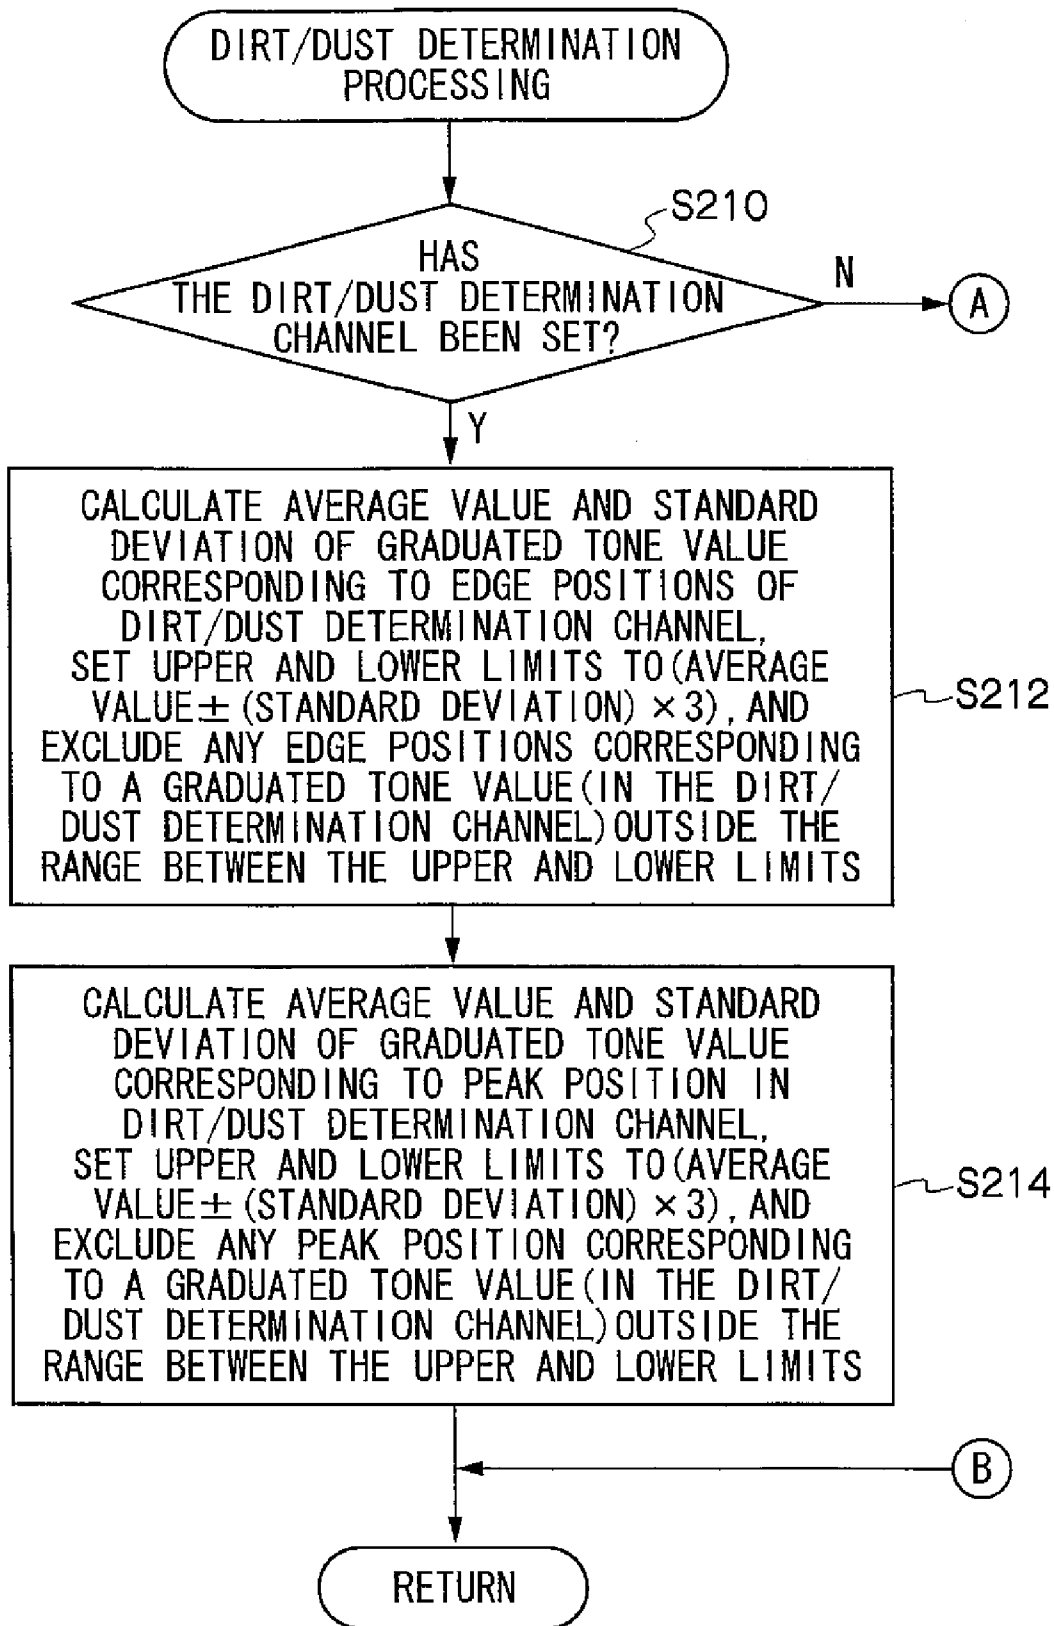 DIRT/DUST DETERMINATION
PROCESSING
S210
HAS
THE DIRT/DUST DETERMINATION
CHANNEL BEEN SET?
N
A
Y
CALCULATE AVERAGE VALUE AND STANDARD
DEVIATION OF GRADUATED TONE VALUE
CORRESPONDING TO EDGE POSITIONS OF
DIRT/DUST DETERMINATION CHANNEL,
SET UPPER AND LOWER LIMITS TO(AVERAGE
VALUE±(STANDARD DEVIATION)×3), AND
EXCLUDE ANY EDGE POSITIONS CORRESPONDING
TO A GRADUATED TONE VALUE(IN THE DIRT/
DUST DETERMINATION CHANNEL)OUTSIDE THE
RANGE BETWEEN THE UPPER AND LOWER LIMITS
S212
CALCULATE AVERAGE VALUE AND STANDARD
DEVIATION OF GRADUATED TONE VALUE
CORRESPONDING TO PEAK POSITION IN
DIRT/DUST DETERMINATION CHANNEL,
SET UPPER AND LOWER LIMITS TO(AVERAGE
VALUE±(STANDARD DEVIATION)×3), AND
EXCLUDE ANY PEAK POSITION CORRESPONDING
TO A GRADUATED TONE VALUE(IN THE DIRT/
DUST DETERMINATION CHANNEL)OUTSIDE THE
RANGE BETWEEN THE UPPER AND LOWER LIMITS
S214
B
RETURN